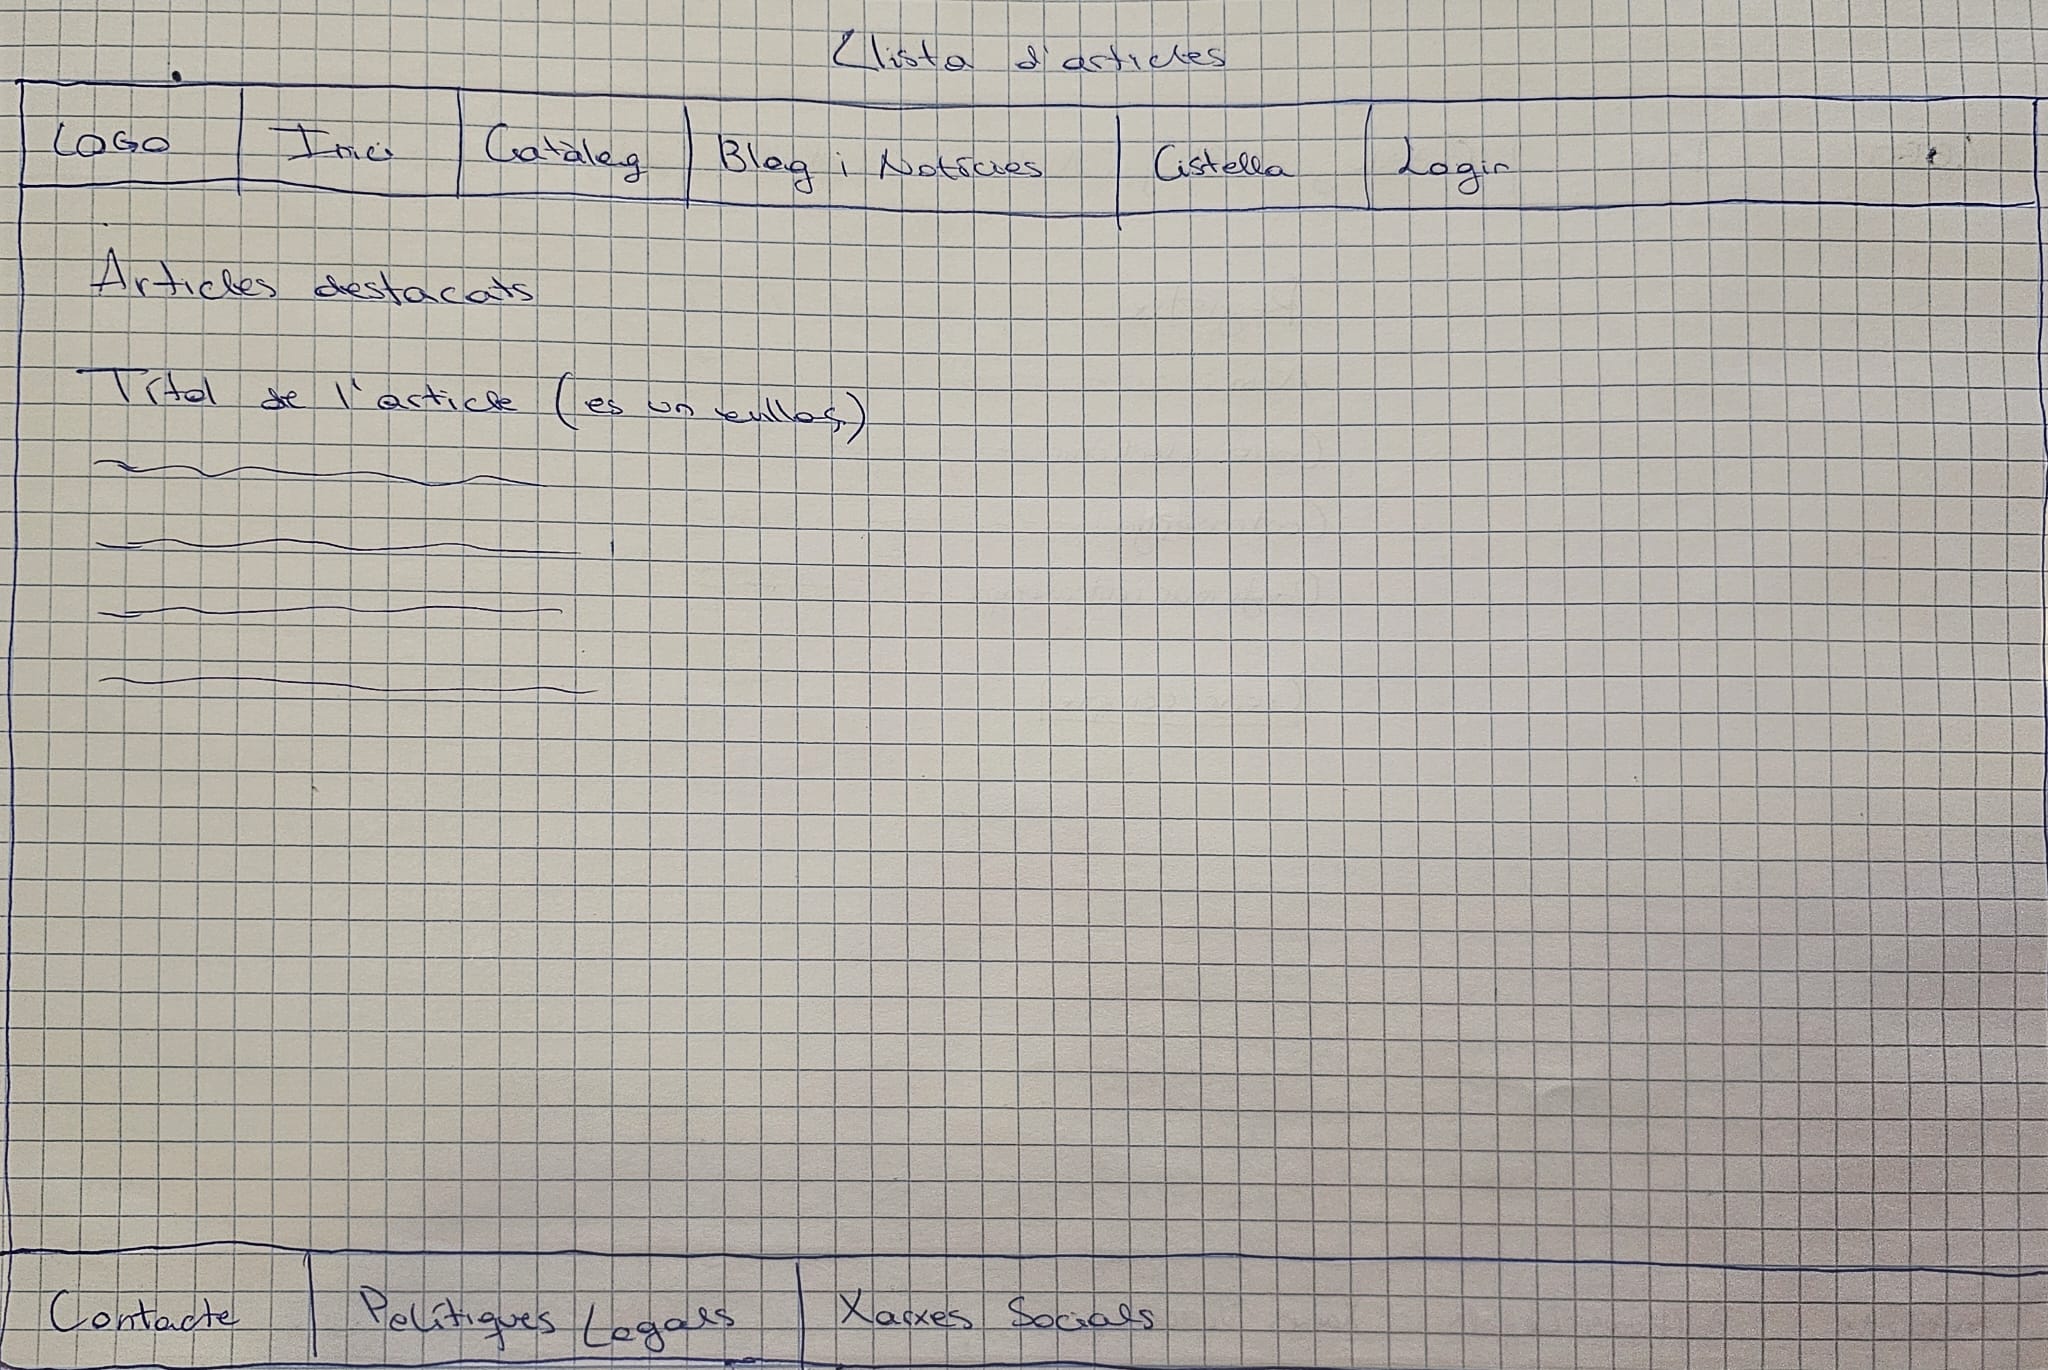 Llista d'articles
LOGO Inici Catàleg Blog i Notícies Cistella Login
Articles destacats
Títol de l'article (es un enllaç)
Contacte Polítiques Legals Xarxes Socials